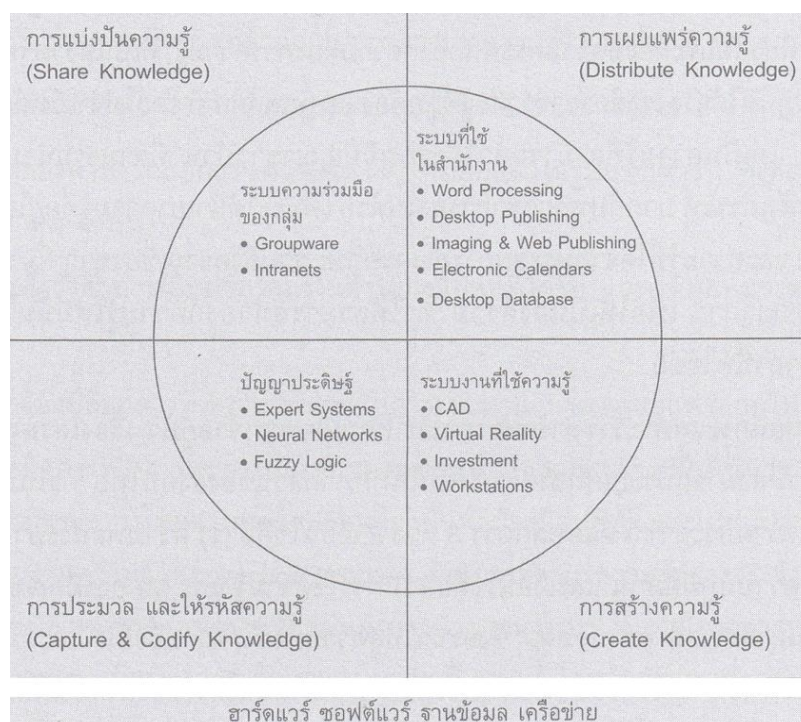 การแบ่งปันความรู้
(Share Knowledge)
การเผยแพร่ความรู้
(Distribute Knowledge)
ระบบความร่วมมือ
ของกลุ่ม
• Groupware
• Intranets
ระบบที่ใช้
ในสำนักงาน
• Word Processing
• Desktop Publishing
• Imaging & Web Publishing
• Electronic Calendars
• Desktop Database
ปัญญาประดิษฐ์
• Expert Systems
• Neural Networks
• Fuzzy Logic
ระบบงานที่ใช้ความรู้
• CAD
• Virtual Reality
• Investment
• Workstations
การประมวล และให้รหัสความรู้
(Capture & Codify Knowledge)
การสร้างความรู้
(Create Knowledge)
ฮาร์ดแวร์ ซอฟต์แวร์ ฐานข้อมูล เครือข่าย